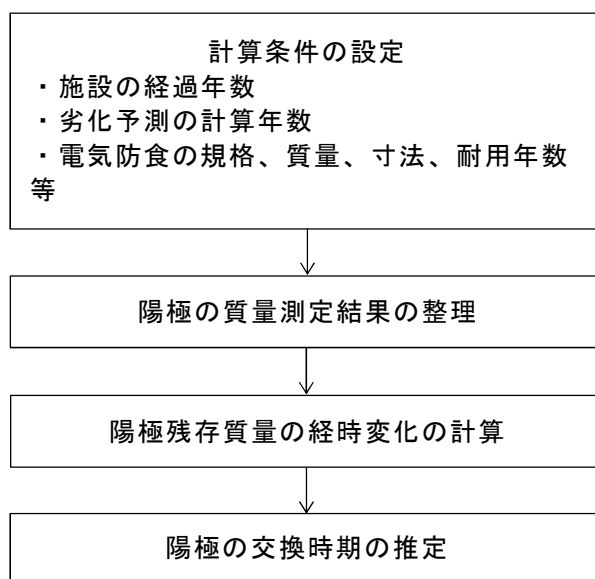 計算条件の設定
・施設の経過年数
・劣化予測の計算年数
・電気防食の規格、質量、寸法、耐用年数
等
陽極の質量測定結果の整理
陽極残存質量の経時変化の計算
陽極の交換時期の推定